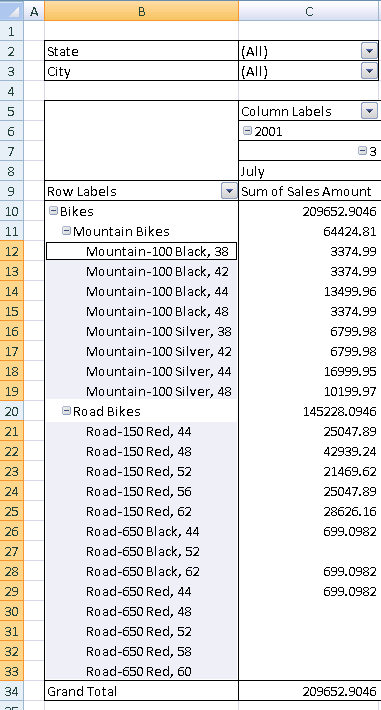 A B C
1
2 State (All)
3 City (All)
4
5 Column Labels
6 2001
7 3
8 July
9 Row Labels Sum of Sales Amount
10 Bikes 209652.9046
11 Mountain Bikes 64424.81
12 Mountain-100 Black, 38 3374.99
13 Mountain-100 Black, 42 3374.99
14 Mountain-100 Black, 44 13499.96
15 Mountain-100 Black, 48 3374.99
16 Mountain-100 Silver, 38 6799.98
17 Mountain-100 Silver, 42 6799.98
18 Mountain-100 Silver, 44 16999.95
19 Mountain-100 Silver, 48 10199.97
20 Road Bikes 145228.0946
21 Road-150 Red, 44 25047.89
22 Road-150 Red, 48 42939.24
23 Road-150 Red, 52 21469.62
24 Road-150 Red, 56 25047.89
25 Road-150 Red, 62 28626.16
26 Road-650 Black, 44 699.0982
27 Road-650 Black, 52
28 Road-650 Black, 62 699.0982
29 Road-650 Red, 44 699.0982
30 Road-650 Red, 48
31 Road-650 Red, 52
32 Road-650 Red, 58
33 Road-650 Red, 60
34 Grand Total 209652.9046